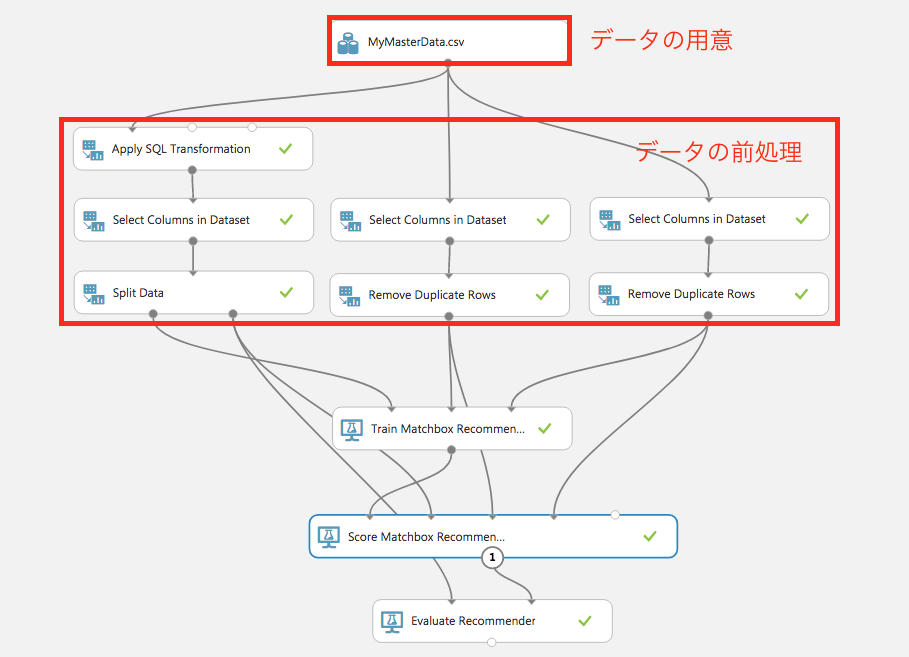 MyMasterData.csv
データの用意
データの前処理
Apply SQL Transformation
Select Columns in Dataset
Select Columns in Dataset
Select Columns in Dataset
Split Data
Remove Duplicate Rows
Remove Duplicate Rows
Train Matchbox Recommen...
Score Matchbox Recommen...
1
Evaluate Recommender